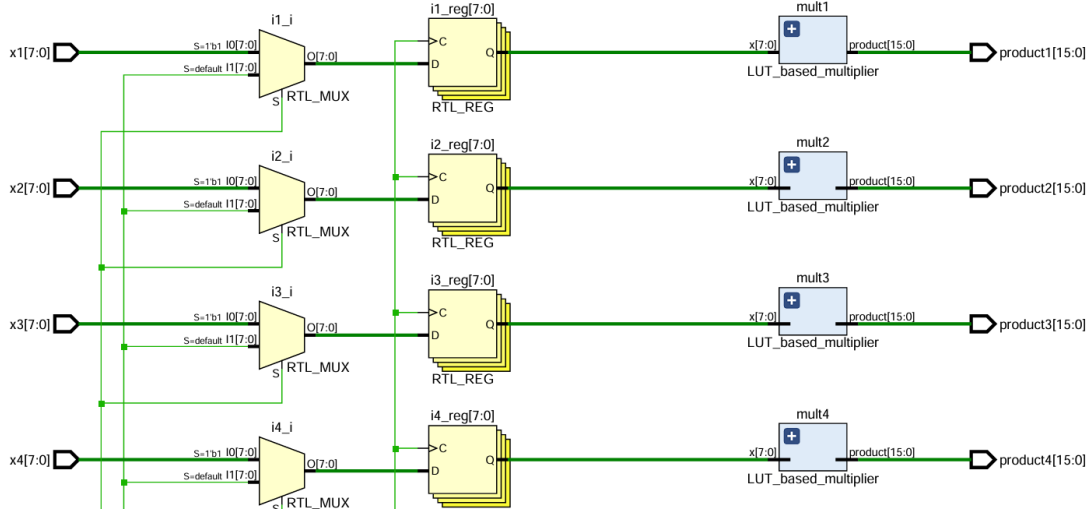 i1_i
i1_reg[7:0]
mult1
x1[7:0]
S=1'b1 I0[7:0]
S=default I1[7:0]
O[7:0]
S
RTL_MUX
C
D
Q
RTL_REG
x[7:0]
product[15:0]
LUT_based_multiplier
product1[15:0]
i2_i
i2_reg[7:0]
mult2
x2[7:0]
S=1'b1 I0[7:0]
S=default I1[7:0]
O[7:0]
S
RTL_MUX
C
D
Q
RTL_REG
x[7:0]
product[15:0]
LUT_based_multiplier
product2[15:0]
i3_i
i3_reg[7:0]
mult3
x3[7:0]
S=1'b1 I0[7:0]
S=default I1[7:0]
O[7:0]
S
RTL_MUX
C
D
Q
RTL_REG
x[7:0]
product[15:0]
LUT_based_multiplier
product3[15:0]
i4_i
i4_reg[7:0]
mult4
x4[7:0]
S=1'b1 I0[7:0]
S=default I1[7:0]
O[7:0]
S
RTL_MUX
C
D
Q
x[7:0]
product[15:0]
LUT_based_multiplier
product4[15:0]